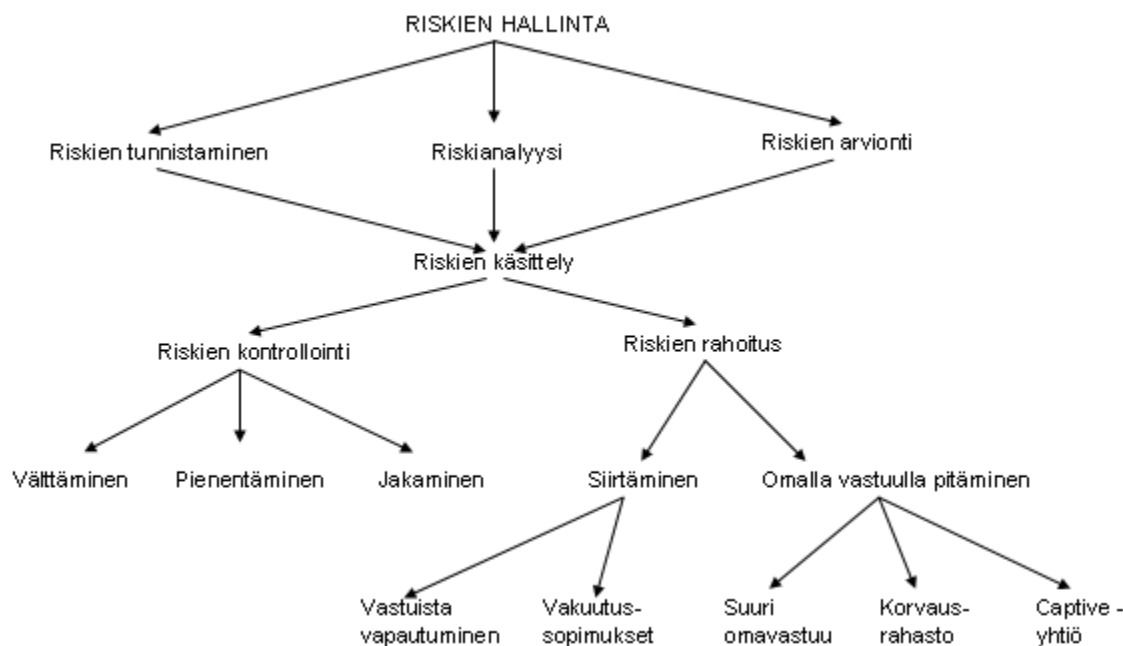 RISKIEN HALLINTA
Riskien tunnistaminen
Riskianalyysi
Riskien arvionti
Riskien käsittely
Riskien kontrollointi
Riskien rahoitus
Välttäminen
Pienentäminen
Jakaminen
Siirtäminen
Omalla vastuulla pitäminen
Vastuista
vapautuminen
Vakuutus-
sopimukset
Suuri
omavastuu
Korvaus-
rahasto
Captive -
yhtiö